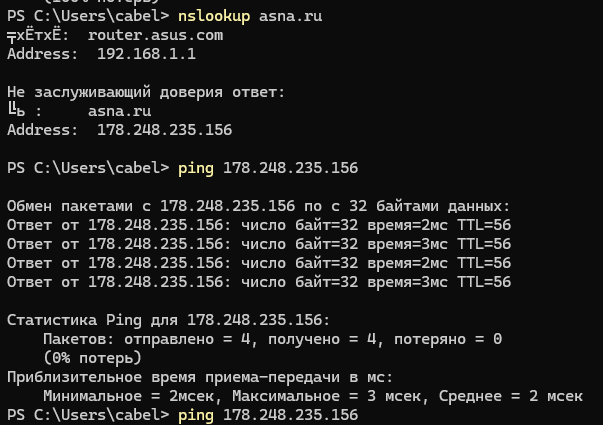 (100% потерь)
PS C:\Users\cabel> nslookup asna.ru
╤хЁтхЁ:  router.asus.com
Address:  192.168.1.1

Не заслуживающий доверия ответ:
╚ь :     asna.ru
Address:  178.248.235.156

PS C:\Users\cabel> ping 178.248.235.156

Обмен пакетами с 178.248.235.156 по с 32 байтами данных:
Ответ от 178.248.235.156: число байт=32 время=2мс TTL=56
Ответ от 178.248.235.156: число байт=32 время=3мс TTL=56
Ответ от 178.248.235.156: число байт=32 время=2мс TTL=56
Ответ от 178.248.235.156: число байт=32 время=3мс TTL=56

Статистика Ping для 178.248.235.156:
    Пакетов: отправлено = 4, получено = 4, потеряно = 0
    (0% потерь)
Приблизительное время приема-передачи в мс:
    Минимальное = 2мсек, Максимальное = 3 мсек, Среднее = 2 мсек
PS C:\Users\cabel> ping 178.248.235.156